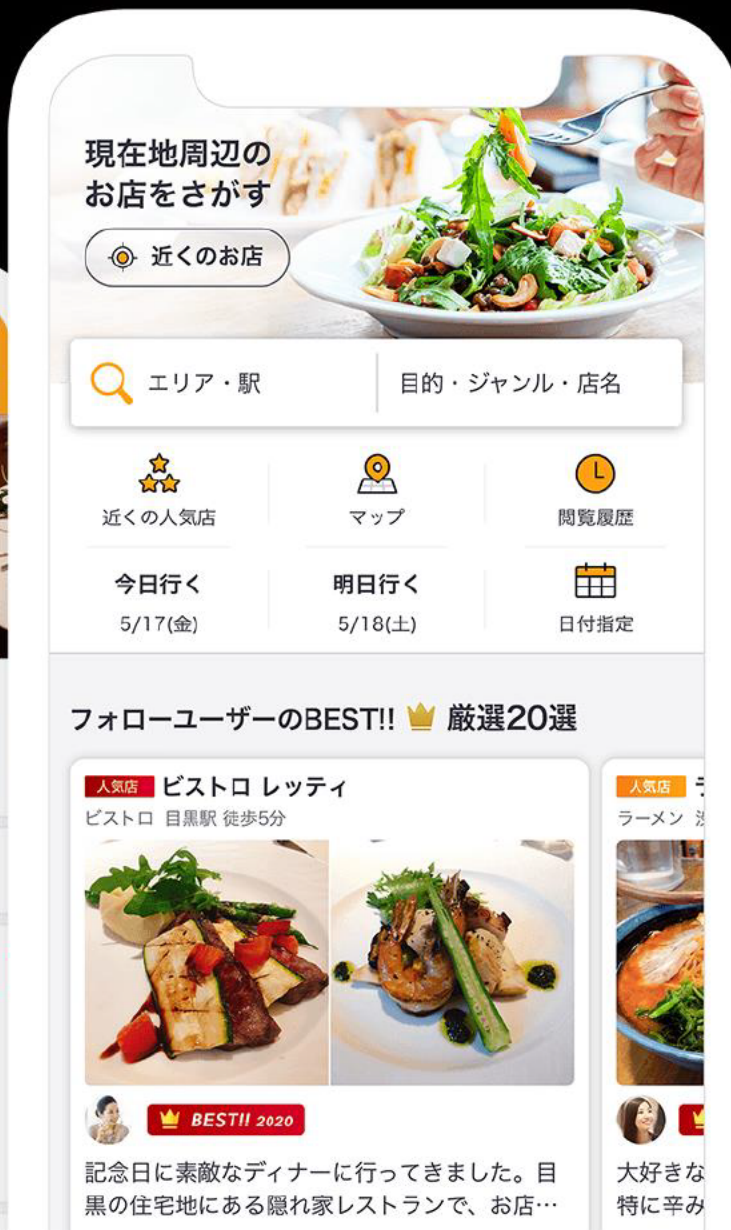 現在地周辺の
お店をさがす
近くのお店
エリア・駅
目的・ジャンル・店名
近くの人気店
マップ
閲覧履歴
今日行く
5/17(金)
明日行く
5/18(土)
日付指定
フォローユーザーのBEST!! 厳選20選
人気店 ビストロ レッティ
ビストロ 目黒駅 徒歩5分
BEST!! 2020
記念日に素敵なディナーに行ってきました。目
黒の住宅地にある隠れ家レストランで、お店…
人気店
ラーメン
大好きな
特に辛み